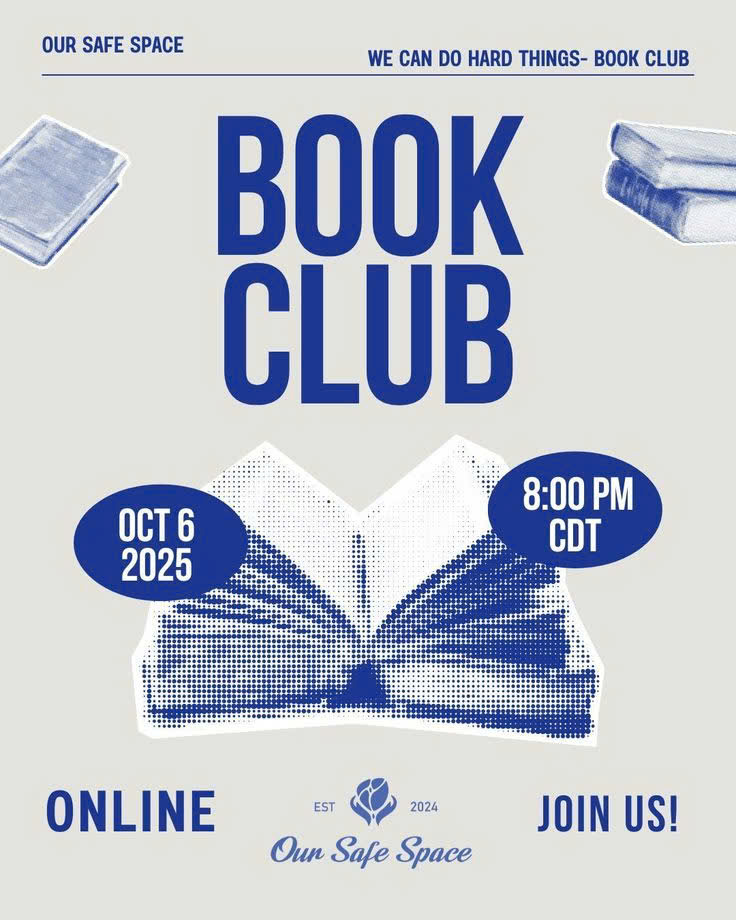 OUR SAFE SPACE
WE CAN DO HARD THINGS- BOOK CLUB
BOOK
CLUB
OCT 6
2025
8:00 PM
CDT
ONLINE
EST 2024
Our Safe Space
JOIN US!